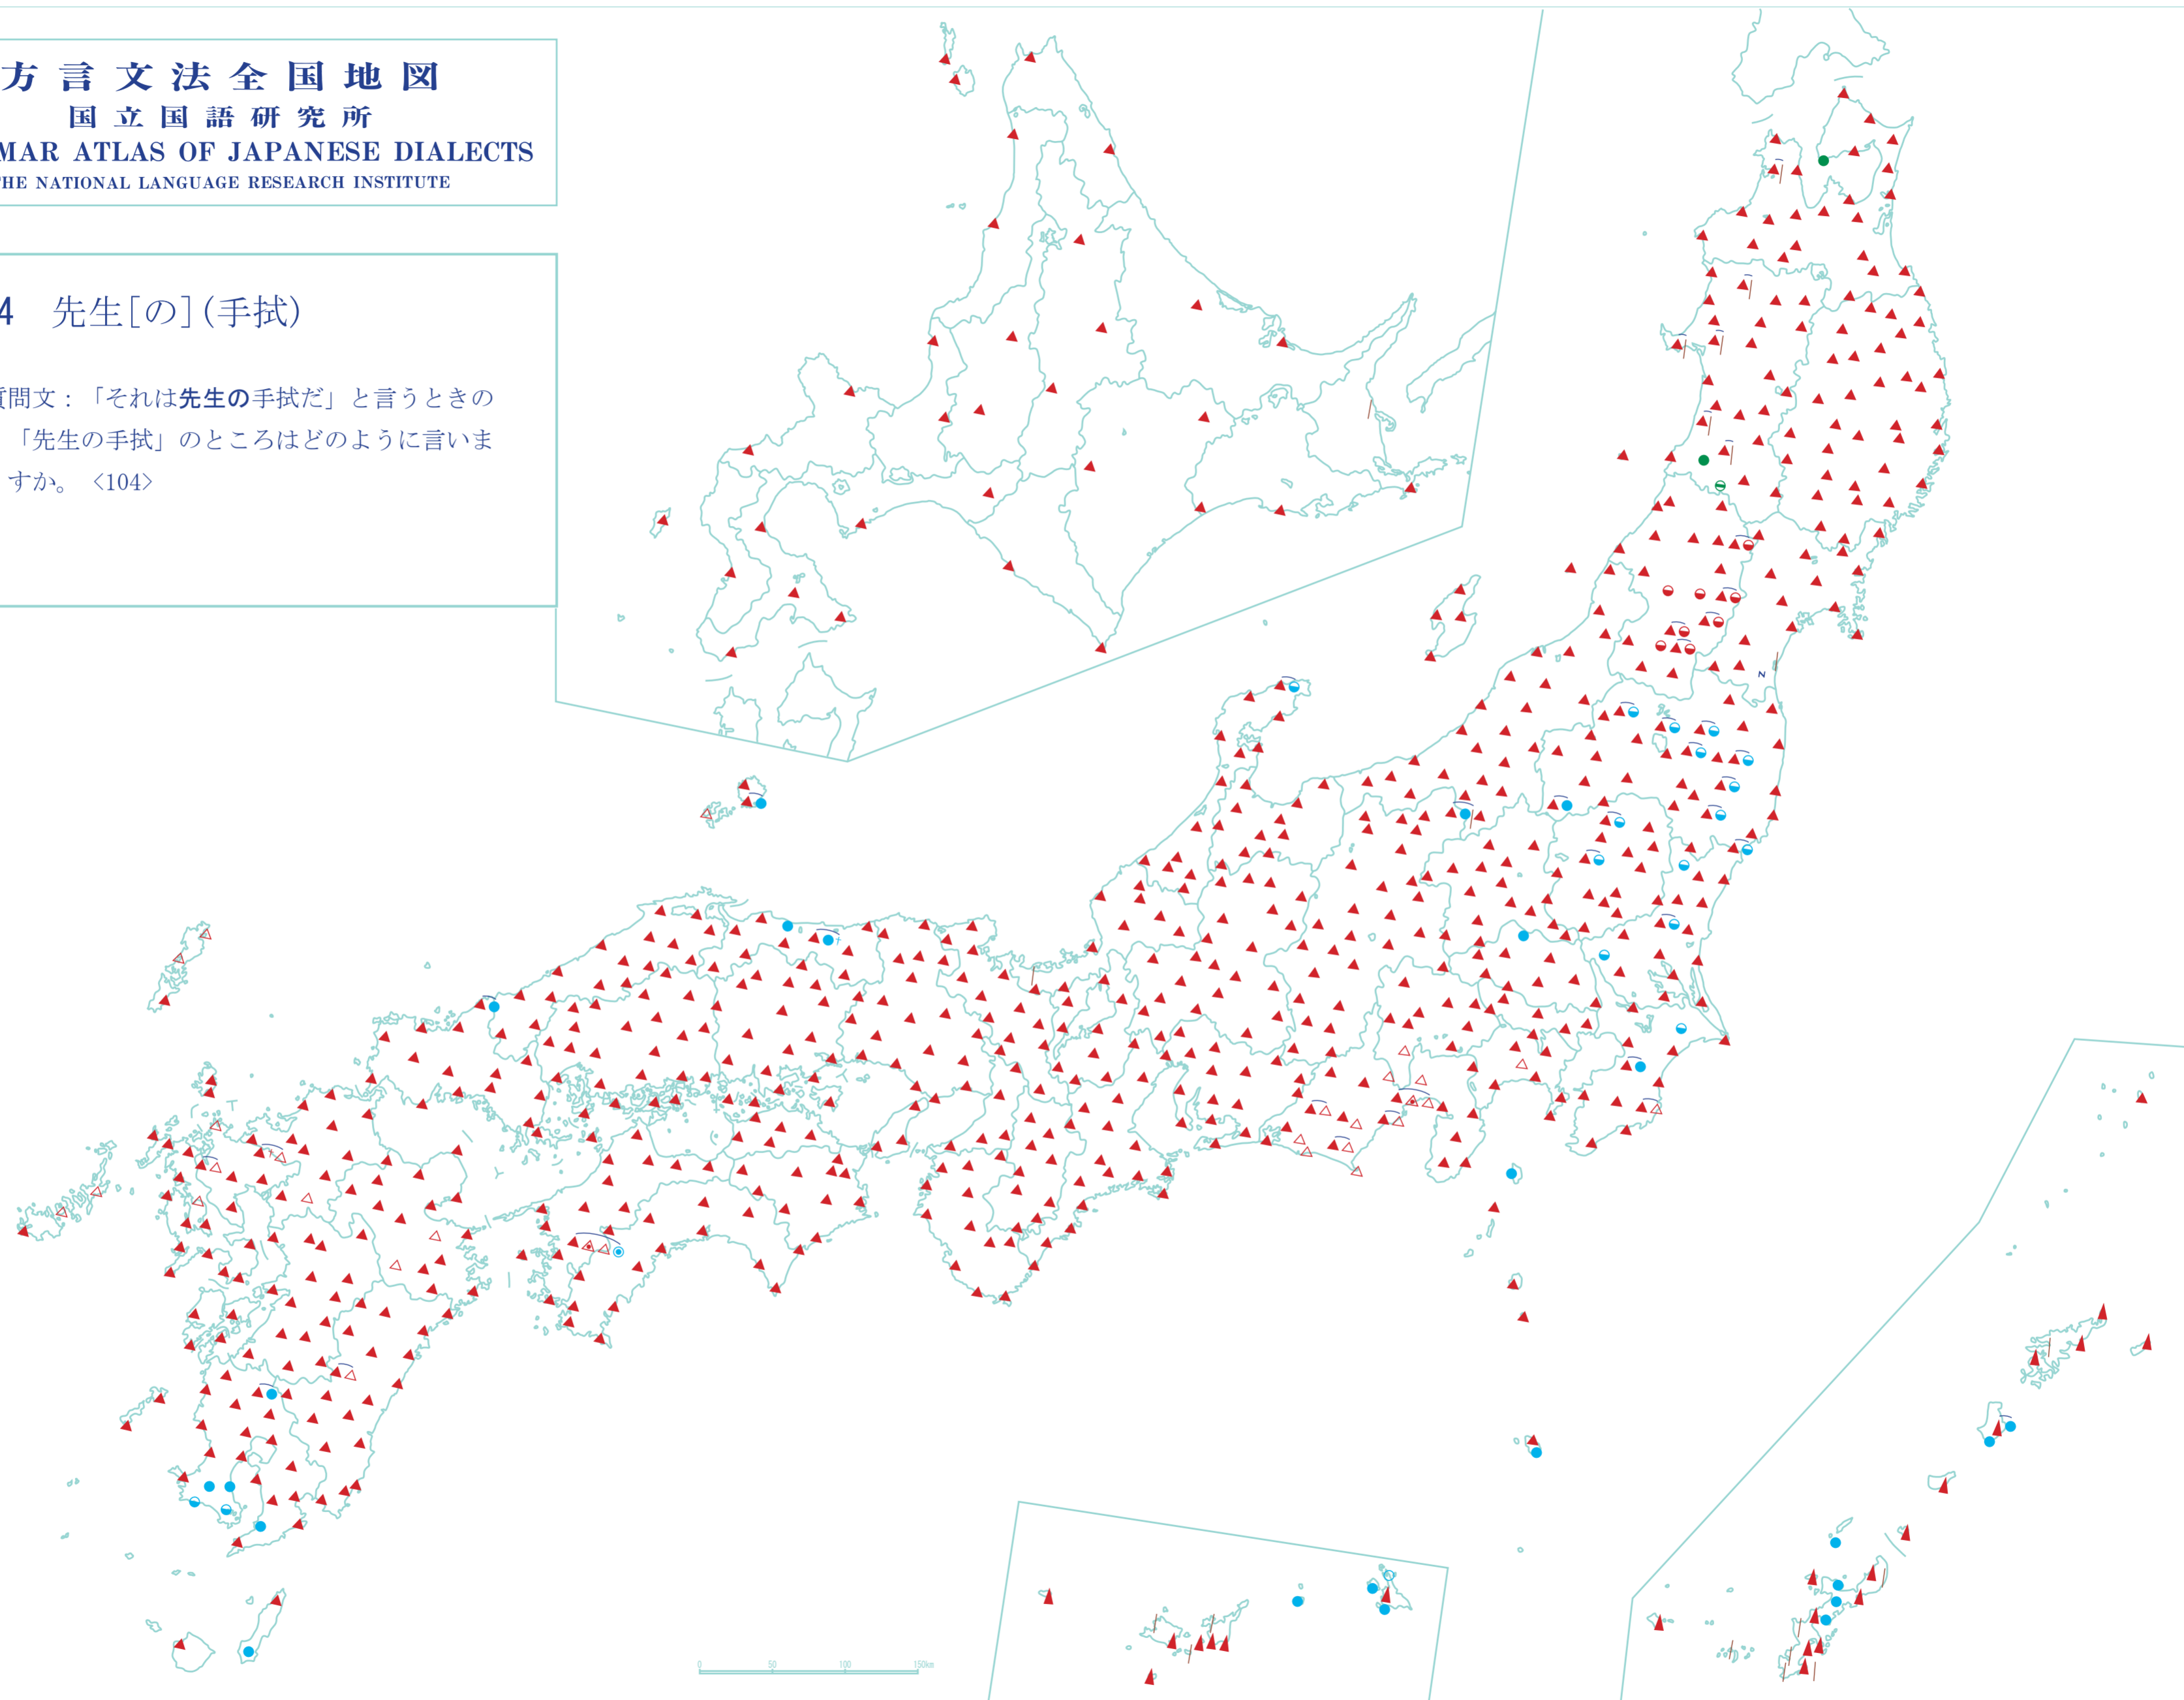 方言文法全国地図
国立国語研究所
MAR ATLAS OF JAPANESE DIALECTS
HE NATIONAL LANGUAGE RESEARCH INSTITUTE
4 先生[の](手拭)
質問文：「それは先生の手拭だ」と言うときの
「先生の手拭」のところはどのように言いま
すか。 <104>
N
0 50 100 150km